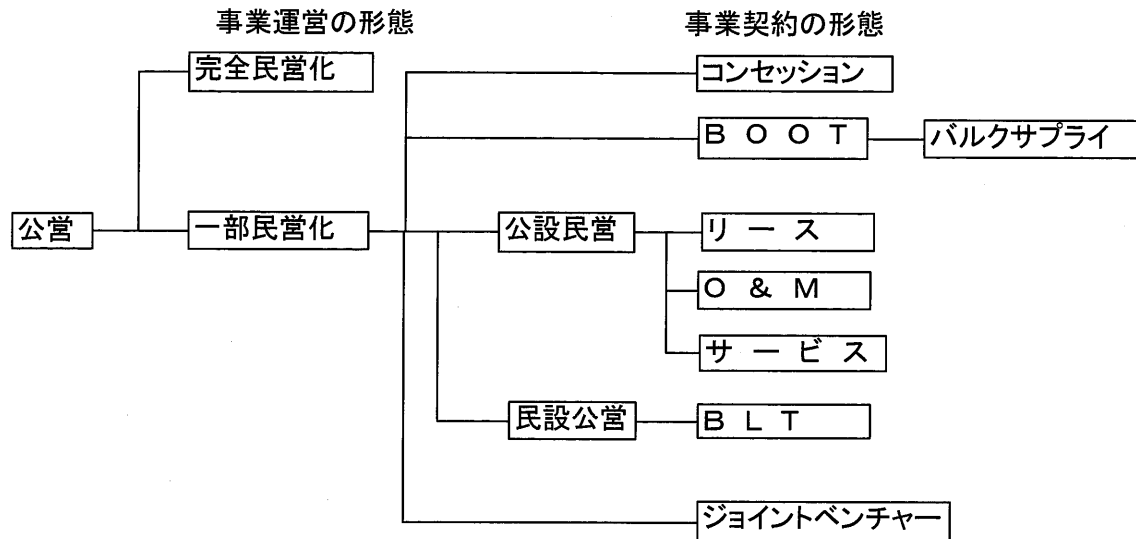 事業運営の形態
事業契約の形態
完全民営化
コンセッション
ＢＯＯＴ
バルクサプライ
公営
一部民営化
公設民営
リース
Ｏ＆Ｍ
サービス
民設公営
ＢＬＴ
ジョイントベンチャー